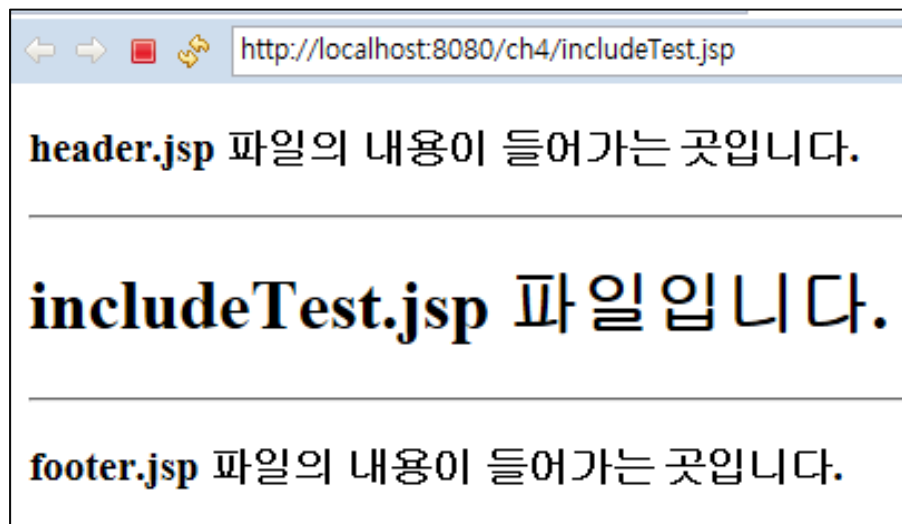 http://localhost:8080/ch4/includeTest.jsp
header.jsp 파일의 내용이 들어가는 곳입니다.
includeTest.jsp 파일입니다.
footer.jsp 파일의 내용이 들어가는 곳입니다.